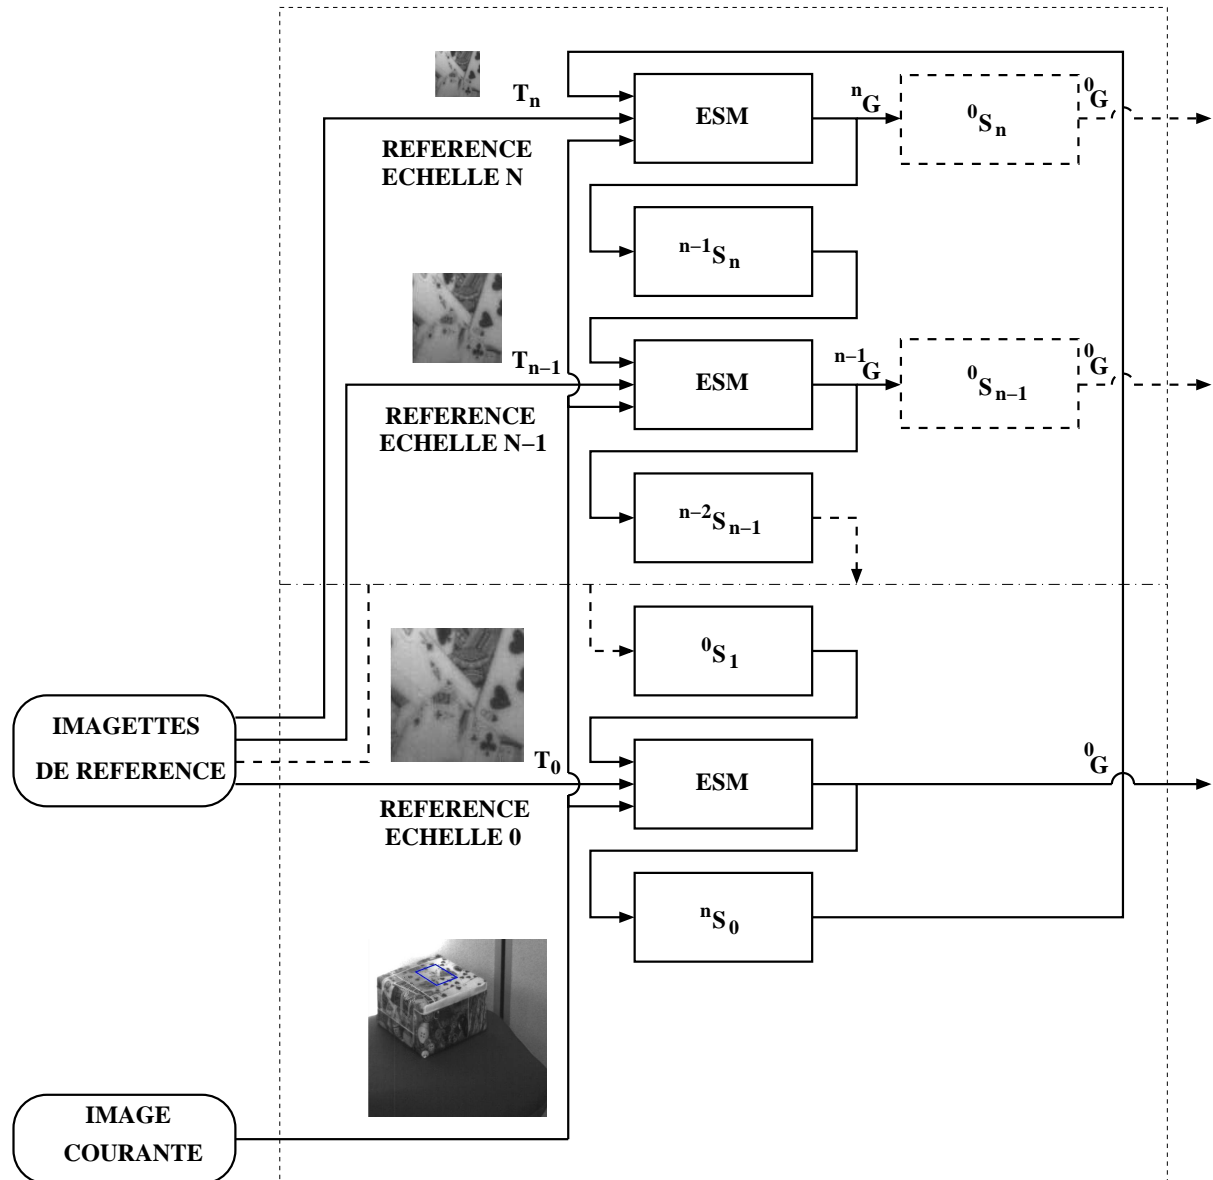 T_n
ESM
^nG
^0S_n
^0G
REFERENCE
ECHELLE N
^{n–1}S_n
T_{n–1}
ESM
^{n–1}G
^0S_{n–1}
^0G
REFERENCE
ECHELLE N–1
^{n–2}S_{n–1}
^0S_1
IMAGETTES
DE REFERENCE
T_0
ESM
^0G
REFERENCE
ECHELLE 0
^nS_0
IMAGE
COURANTE